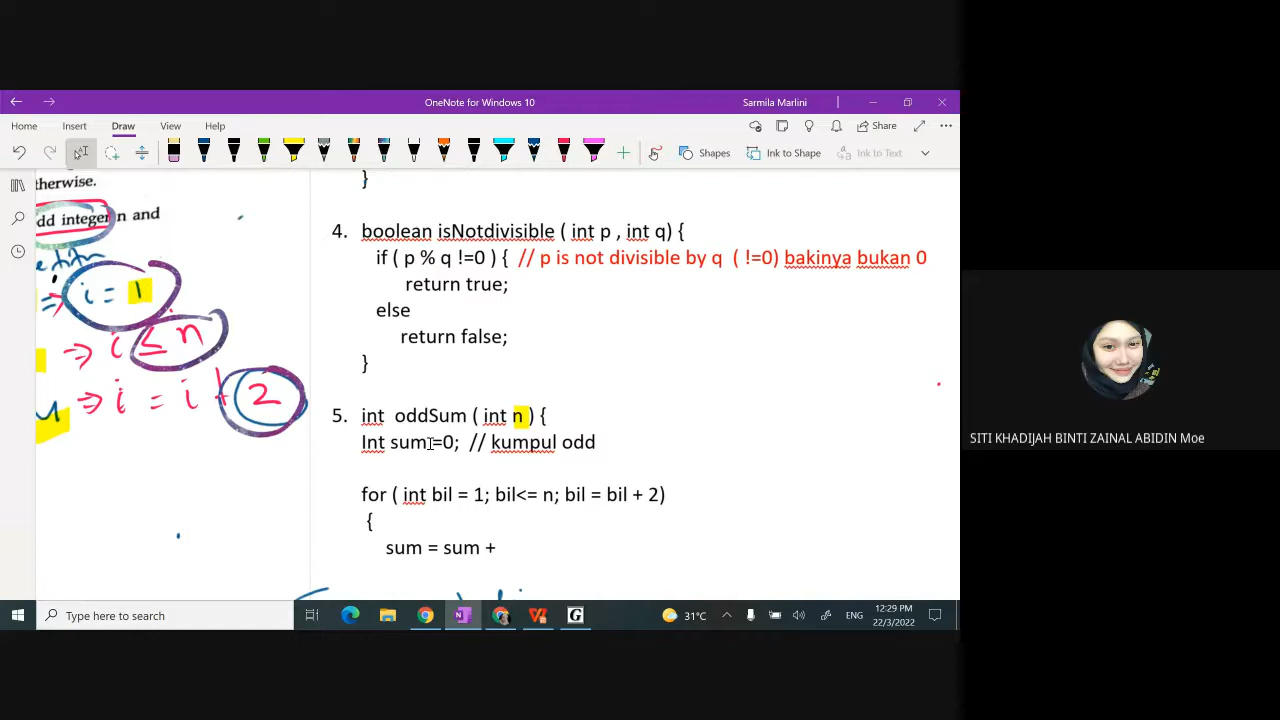 OneNote for Windows 10
Sarmila Marlini
Home Insert Draw View Help
Share
Shapes
Ink to Shape
Ink to Text
therwise.
dd integer n and
i = 1
=> i ≤ n
=> i = i + 2
}
4. boolean isNotdivisible ( int p , int q) {
if ( p % q !=0 ) { // p is not divisible by q ( !=0) bakinya bukan 0
return true;
else
return false;
}
5. int oddSum ( int n ) {
Int sum =0; // kumpul odd
for ( int bil = 1; bil<= n; bil = bil + 2)
{
sum = sum +
SITI KHADIJAH BINTI ZAINAL ABIDIN Moe
Type here to search
31°C
ENG
12:29 PM
22/3/2022